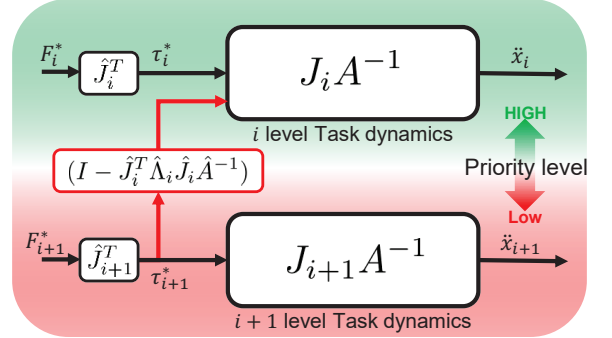 F_i^* \hat{J}_i^T τ_i^* J_i A^{-1} \ddot{x}_i
i level Task dynamics
HIGH
(I − \hat{J}_i^T \hat{Λ}_i \hat{J}_i \hat{A}^{-1})
Priority level
Low
F_{i+1}^* \hat{J}_{i+1}^T τ_{i+1}^* J_{i+1} A^{-1} \ddot{x}_{i+1}
i + 1 level Task dynamics